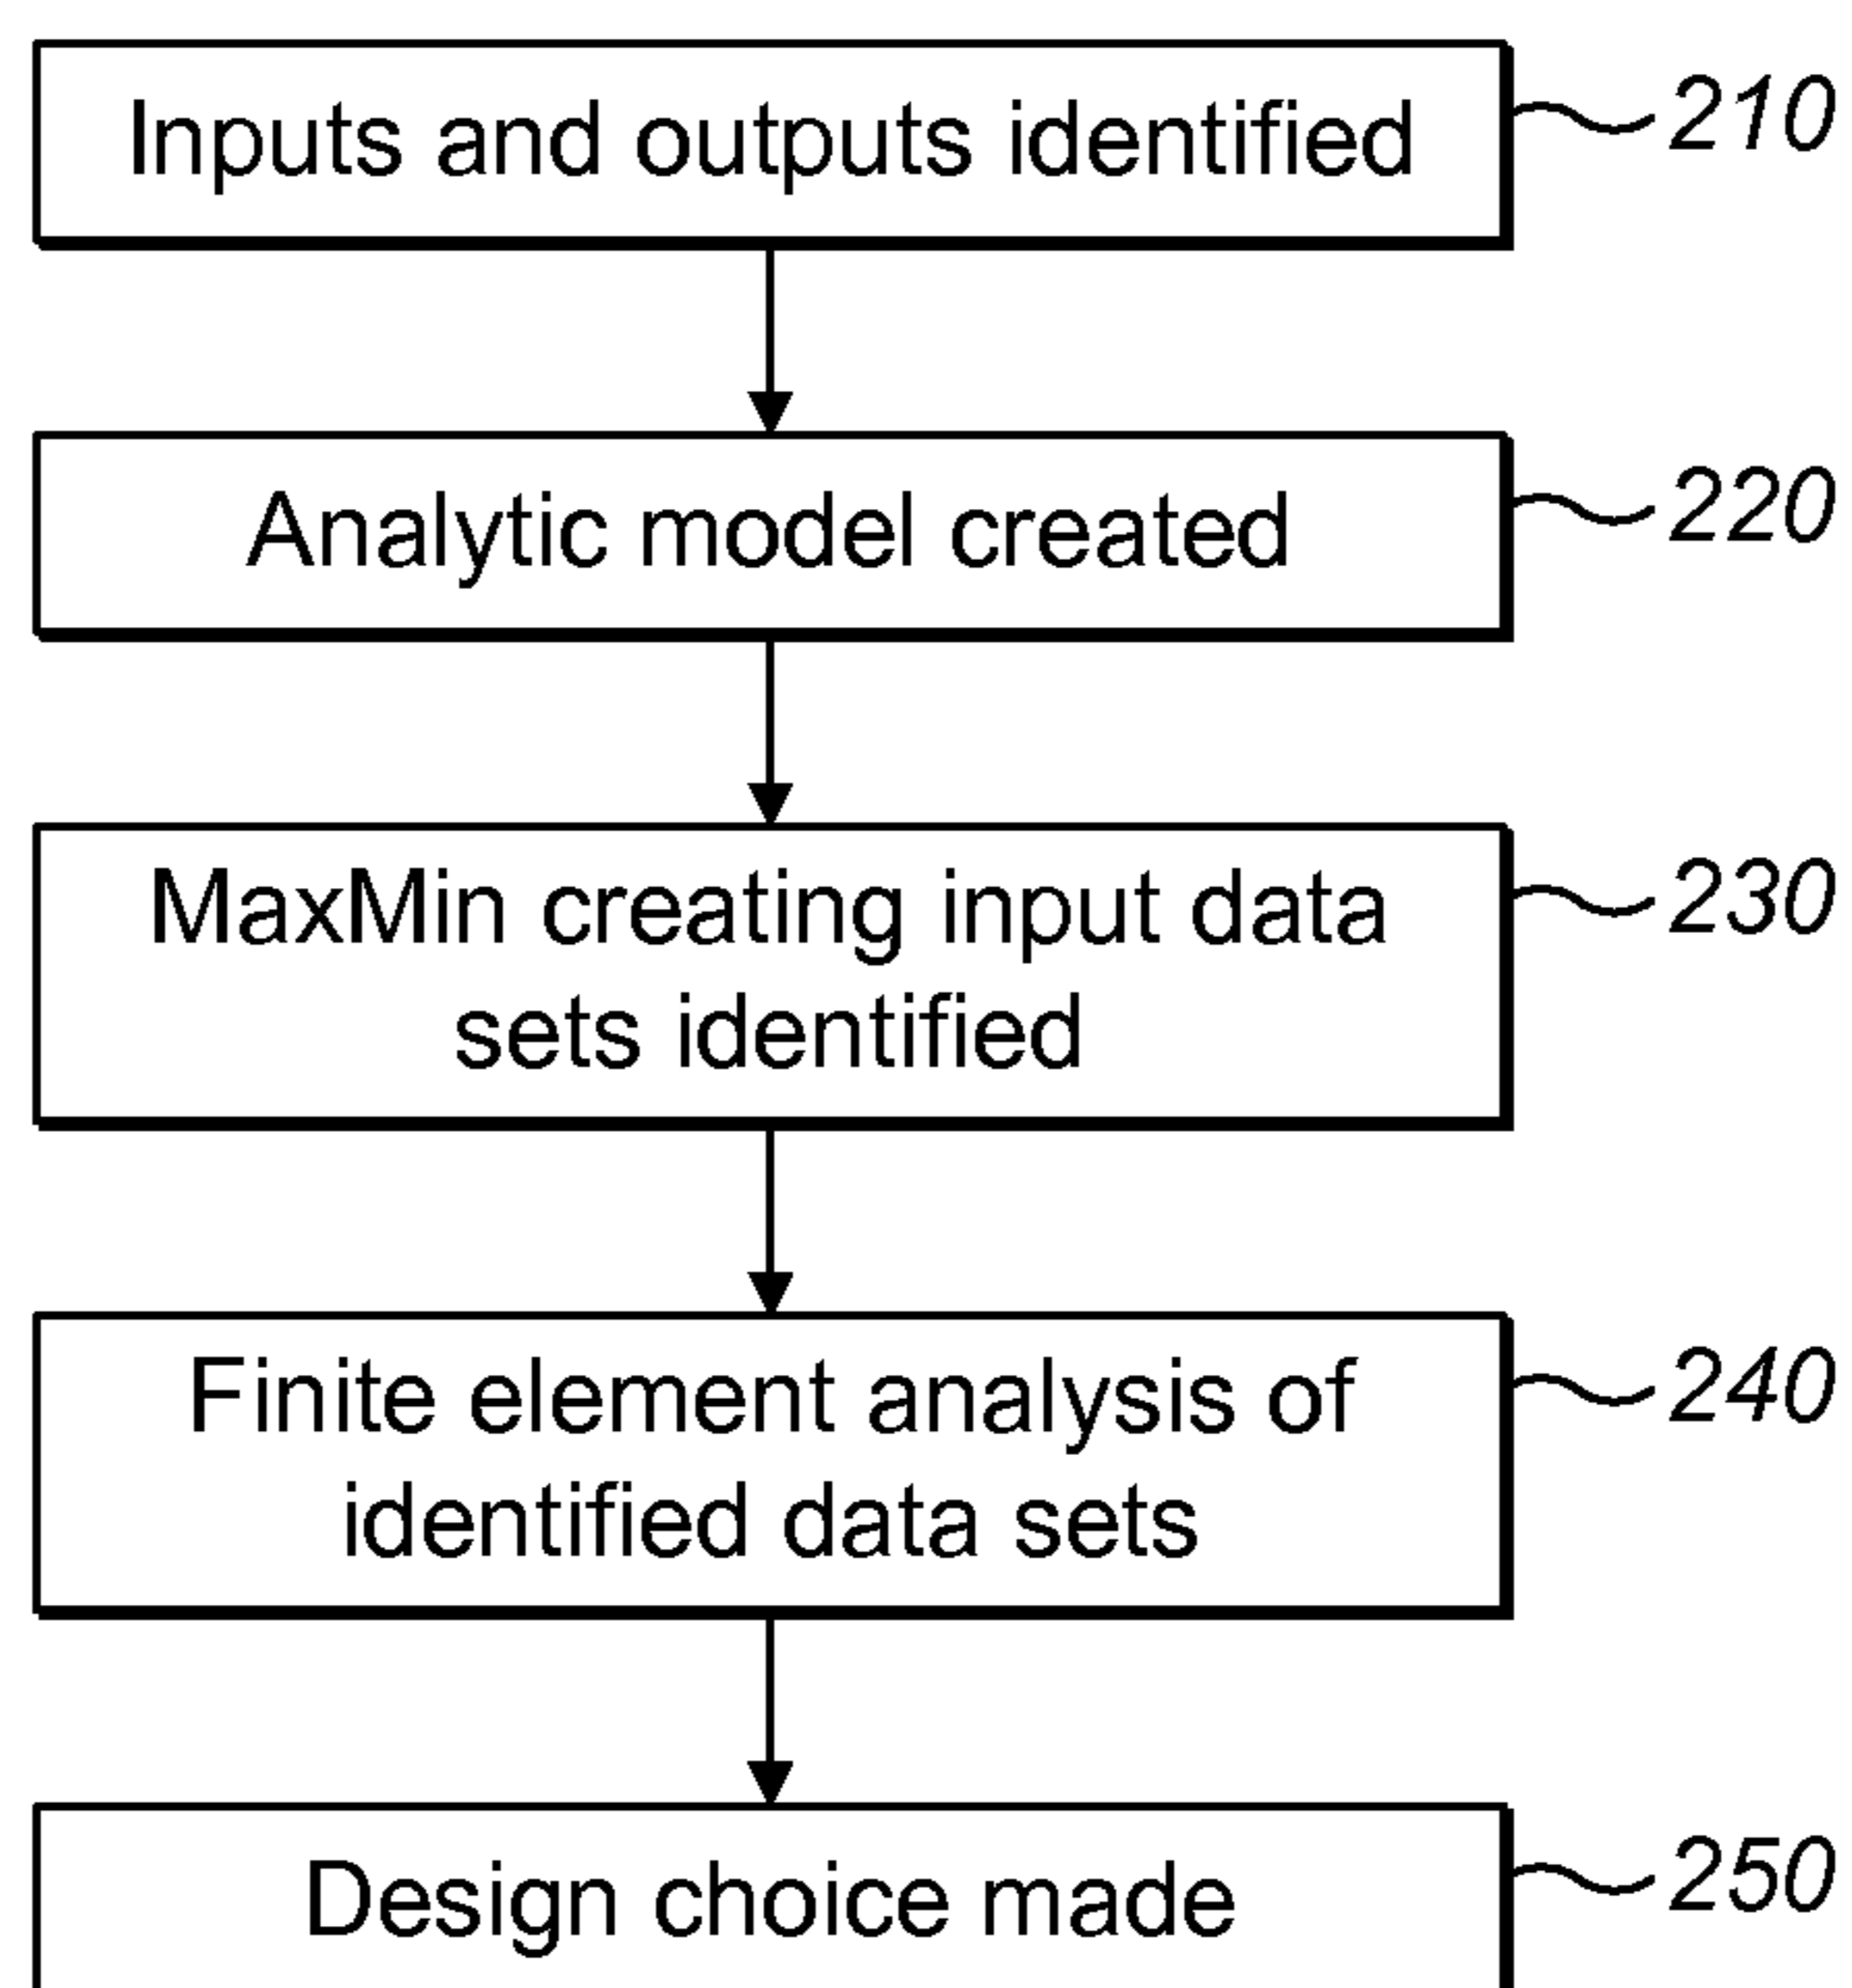 Inputs and outputs identified
210
Analytic model created
220
MaxMin creating input data
sets identified
230
Finite element analysis of
identified data sets
240
Design choice made
250